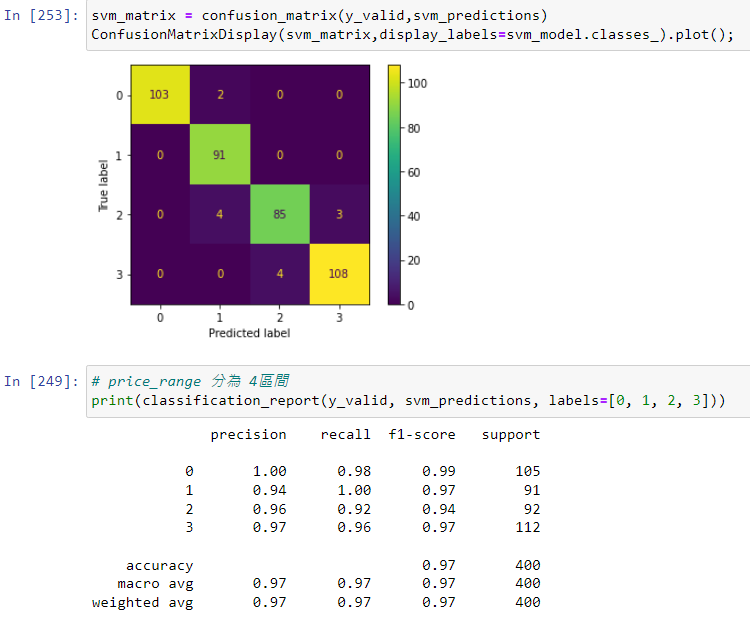 In [253]: svm_matrix = confusion_matrix(y_valid,svm_predictions)
ConfusionMatrixDisplay(svm_matrix,display_labels=svm_model.classes_).plot();
0 103 2 0 0
1 0 91 0 0
2 0 4 85 3
3 0 0 4 108
0 1 2 3
True label
Predicted label
100
80
60
40
20
0
In [249]: # price_range 分為 4區間
print(classification_report(y_valid, svm_predictions, labels=[0, 1, 2, 3]))
precision recall f1-score support
0 1.00 0.98 0.99 105
1 0.94 1.00 0.97 91
2 0.96 0.92 0.94 92
3 0.97 0.96 0.97 112
accuracy 0.97 400
macro avg 0.97 0.97 0.97 400
weighted avg 0.97 0.97 0.97 400